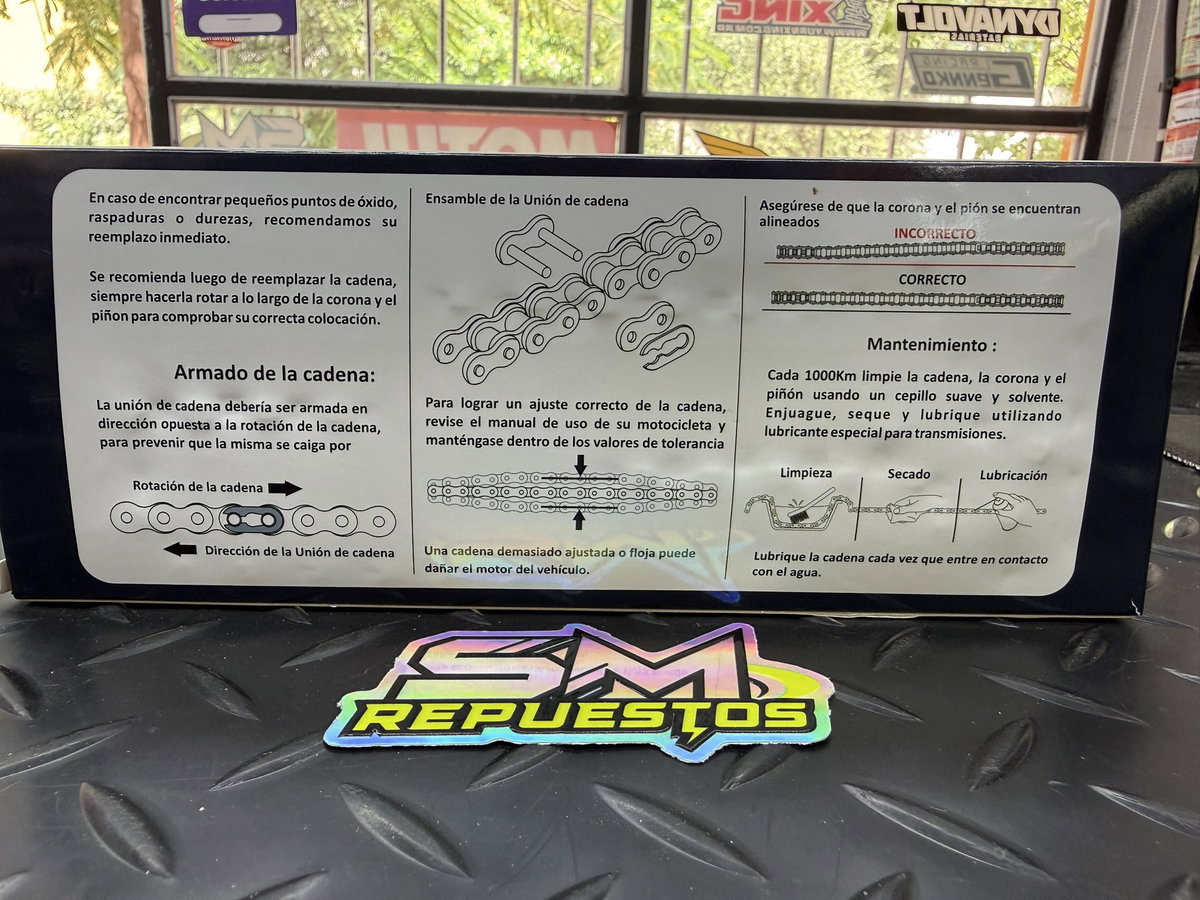 XING
DYNAVOLT
BATERIAS
RACING
MOTUL
SM
En caso de encontrar pequeños puntos de óxido,
raspaduras o durezas, recomendamos su
reemplazo inmediato.
Se recomienda luego de reemplazar la cadena,
siempre hacerla rotar a lo largo de la corona y el
piñon para comprobar su correcta colocación.
Armado de la cadena:
La unión de cadena debería ser armada en
dirección opuesta a la rotación de la cadena,
para prevenir que la misma se caiga por
Rotación de la cadena
Dirección de la Unión de cadena
Ensamble de la Unión de cadena
Para lograr un ajuste correcto de la cadena,
revise el manual de uso de su motocicleta y
manténgase dentro de los valores de tolerancia
Una cadena demasiado ajustada o floja puede
dañar el motor del vehículo.
Asegúrese de que la corona y el pión se encuentran
alineados
INCORRECTO
CORRECTO
Mantenimiento :
Cada 1000Km limpie la cadena, la corona y el
piñón usando un cepillo suave y solvente.
Enjuague, seque y lubrique utilizando
lubricante especial para transmisiones.
Limpieza Secado Lubricación
Lubrique la cadena cada vez que entre en contacto
con el agua.
SM
REPUESTOS